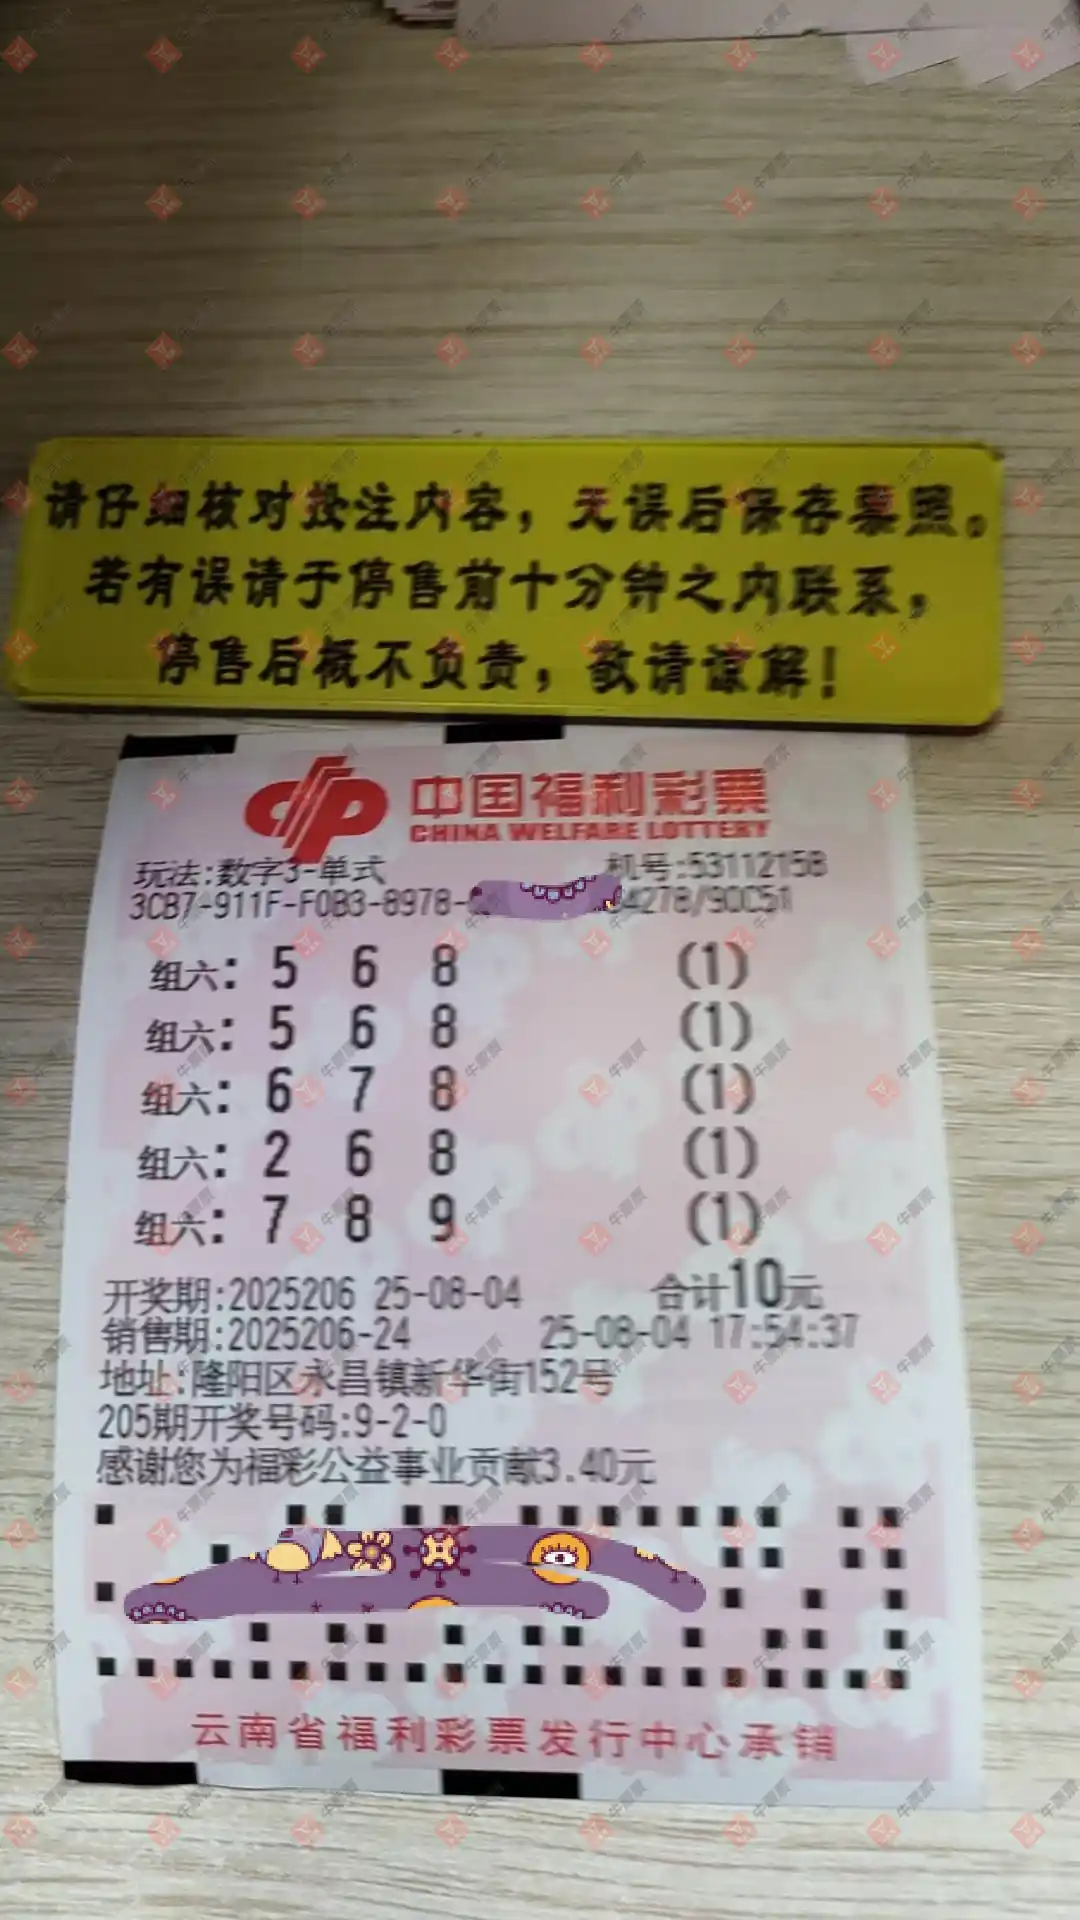 请仔细核对投注内容，无误后保存票照。
若有误请于停售前十分钟之内联系，
停售后概不负责，敬请谅解！
中国福利彩票
CHINA WELFARE LOTTERY
玩法:数字3-单式 机号:53112158
3CB7-911F-F0B3-8978- 4278/90C51
组六: 5 6 8 (1)
组六: 5 6 8 (1)
组六: 6 7 8 (1)
组六: 2 6 8 (1)
组六: 7 8 9 (1)
开奖期:2025206 25-08-04 合计10元
销售期:2025206-24 25-08-04 17:54:37
地址:隆阳区永昌镇新华街152号
205期开奖号码:9-2-0
感谢您为福彩公益事业贡献3.40元
云南省福利彩票发行中心承销